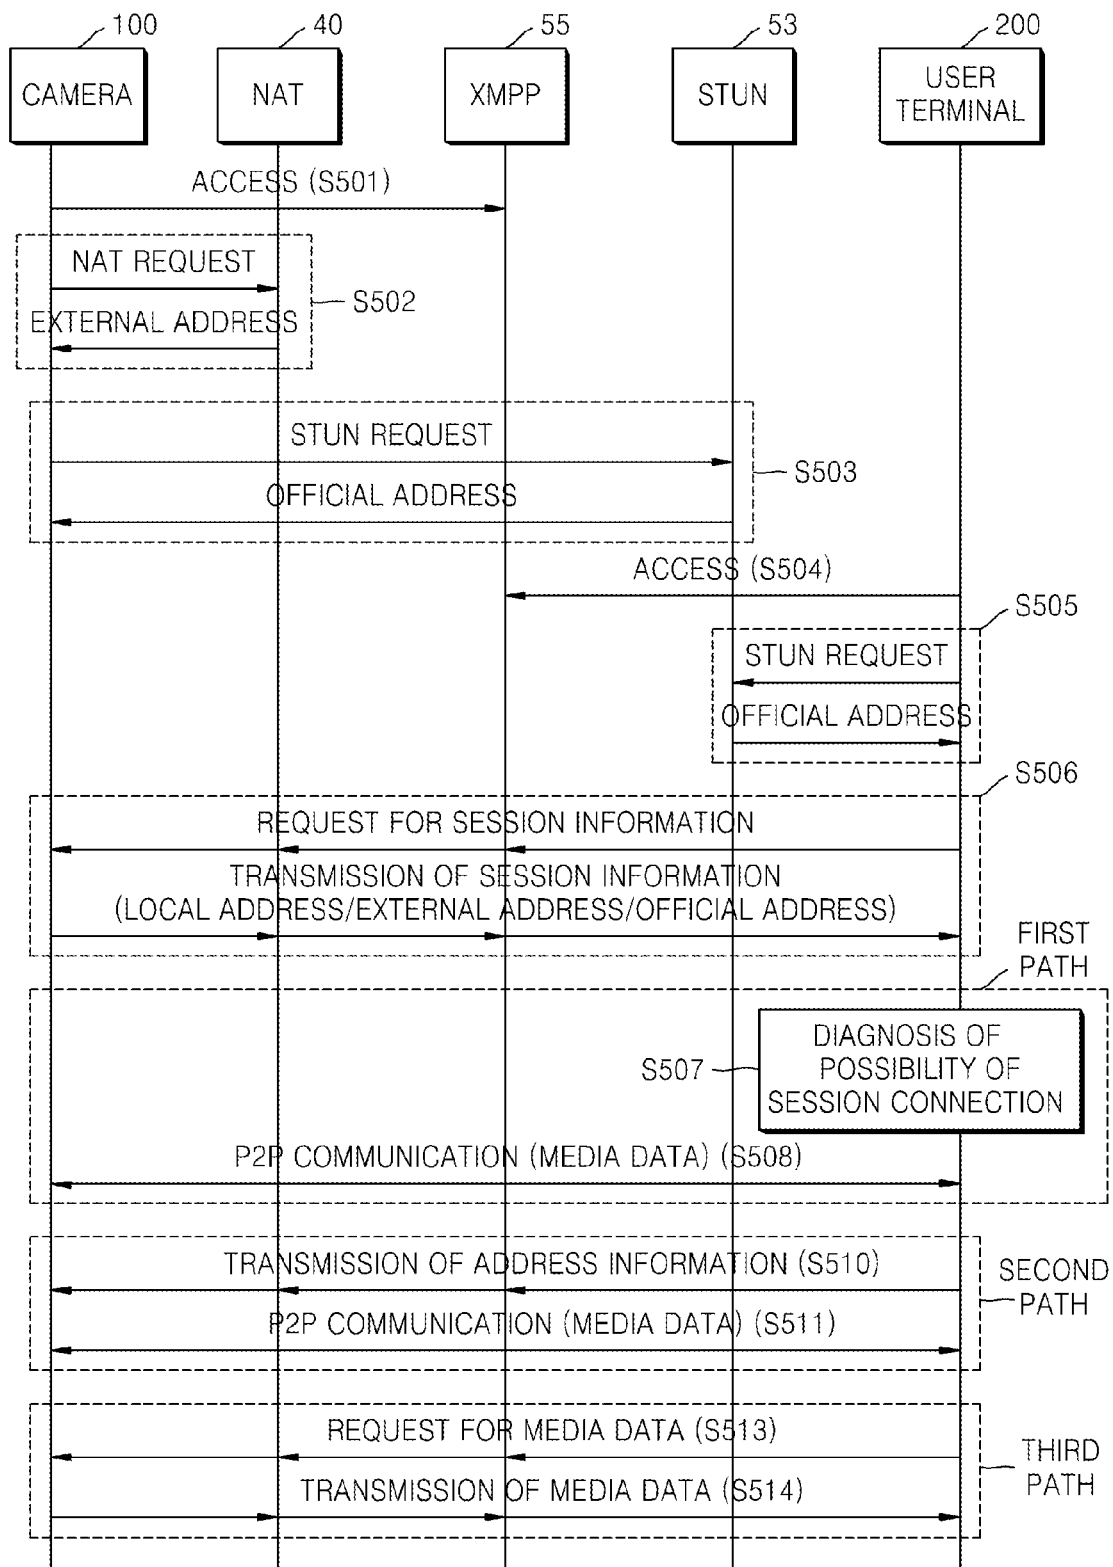 100
40
55
53
200
CAMERA
NAT
XMPP
STUN
USER
TERMINAL
ACCESS (S501)
NAT REQUEST
EXTERNAL ADDRESS
S502
STUN REQUEST
OFFICIAL ADDRESS
S503
ACCESS (S504)
S505
STUN REQUEST
OFFICIAL ADDRESS
S506
REQUEST FOR SESSION INFORMATION
TRANSMISSION OF SESSION INFORMATION
(LOCAL ADDRESS/EXTERNAL ADDRESS/OFFICIAL ADDRESS)
FIRST
PATH
DIAGNOSIS OF
POSSIBILITY OF
SESSION CONNECTION
S507
P2P COMMUNICATION (MEDIA DATA) (S508)
TRANSMISSION OF ADDRESS INFORMATION (S510)
P2P COMMUNICATION (MEDIA DATA) (S511)
SECOND
PATH
REQUEST FOR MEDIA DATA (S513)
TRANSMISSION OF MEDIA DATA (S514)
THIRD
PATH